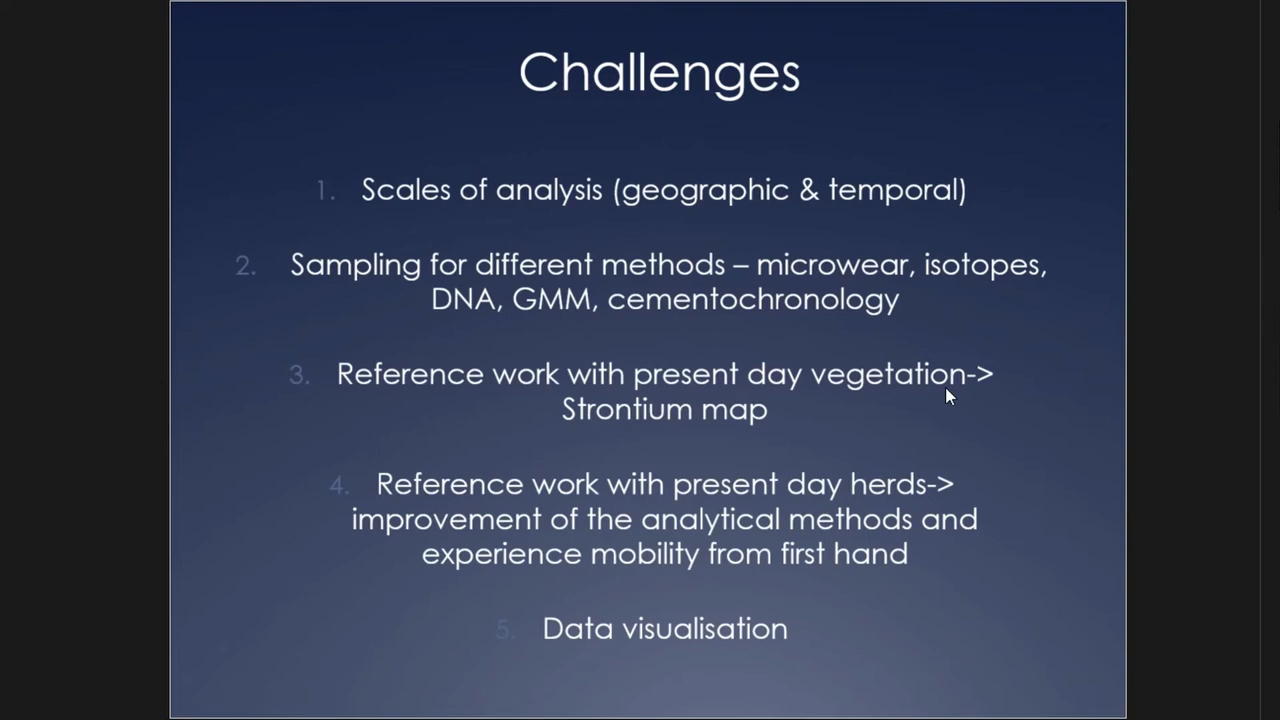 Challenges
1. Scales of analysis (geographic & temporal)
2. Sampling for different methods – microwear, isotopes,
DNA, GMM, cementochronology
3. Reference work with present day vegetation->
Strontium map
4. Reference work with present day herds->
improvement of the analytical methods and
experience mobility from first hand
5. Data visualisation